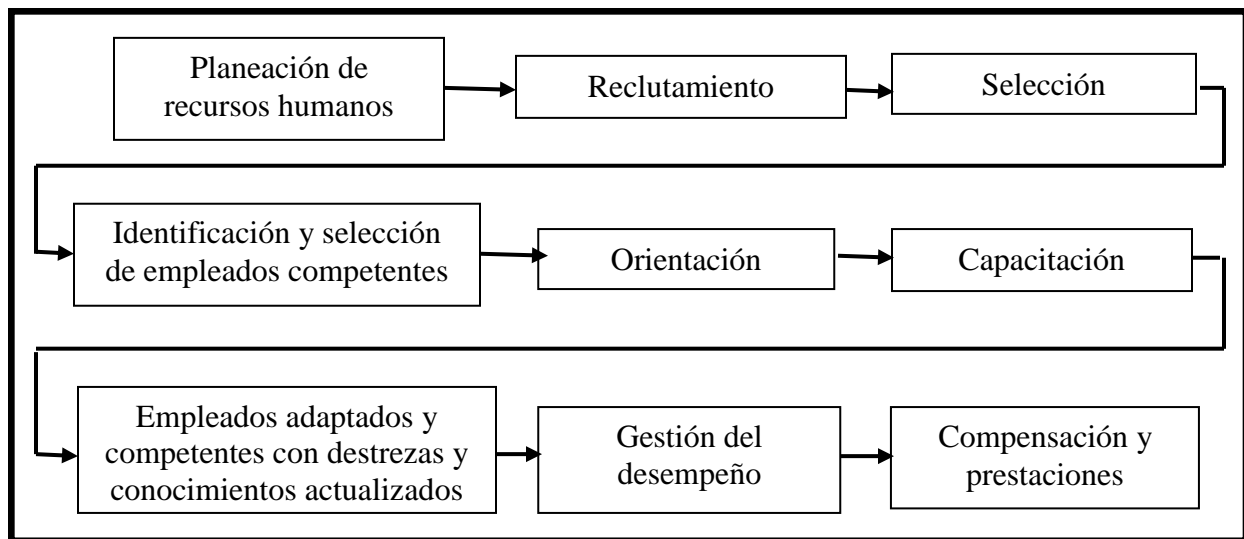 Planeación de
recursos humanos
Reclutamiento
Selección
Identificación y selección
de empleados competentes
Orientación
Capacitación
Empleados adaptados y
competentes con destrezas y
conocimientos actualizados
Gestión del
desempeño
Compensación y
prestaciones